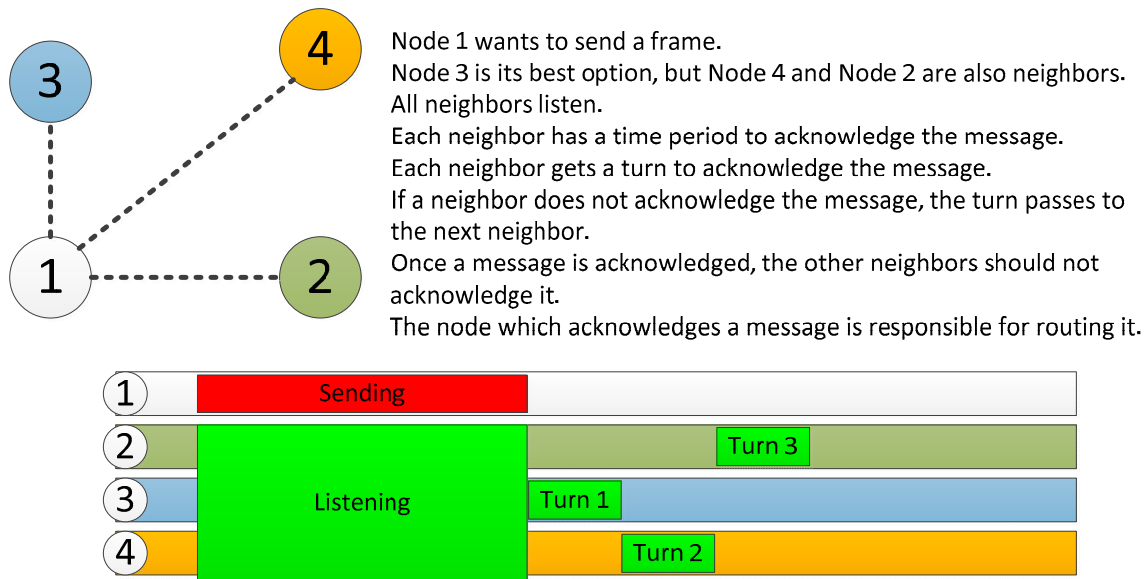 3
4
1
2
Node 1 wants to send a frame.
Node 3 is its best option, but Node 4 and Node 2 are also neighbors.
All neighbors listen.
Each neighbor has a time period to acknowledge the message.
Each neighbor gets a turn to acknowledge the message.
If a neighbor does not acknowledge the message, the turn passes to
the next neighbor.
Once a message is acknowledged, the other neighbors should not
acknowledge it.
The node which acknowledges a message is responsible for routing it.
1 Sending
2 Turn 3
3 Listening Turn 1
4 Turn 2